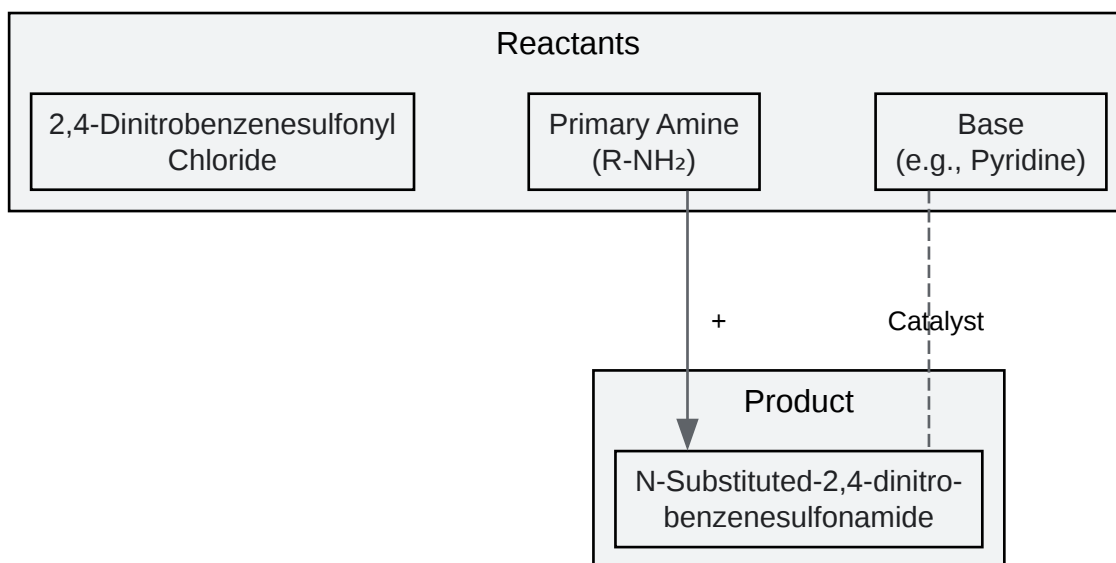 Reactants
2,4-Dinitrobenzenesulfonyl
Chloride
Primary Amine
(R-NH₂)
Base
(e.g., Pyridine)
+
Catalyst
Product
N-Substituted-2,4-dinitro-
benzenesulfonamide